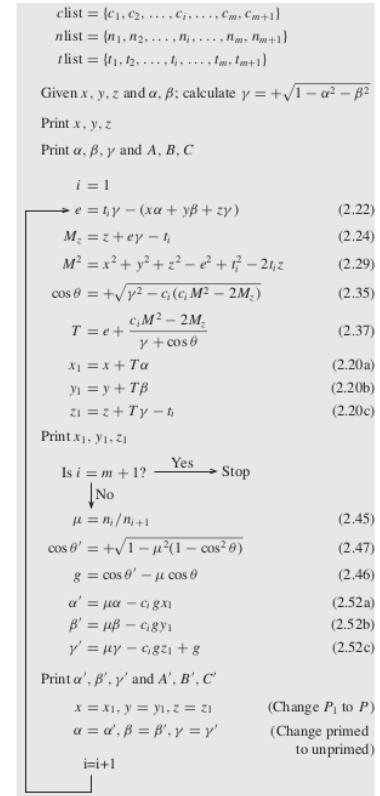 clist = {c₁, c₂, . . . , cᵢ, . . . , cₘ, cₘ₊₁}
nlist = {n₁, n₂, . . . , nᵢ, . . . , nₘ, nₘ₊₁}
tlist = {t₁, t₂, . . . , tᵢ, . . . , tₘ, tₘ₊₁}
Given x, y, z and α, β; calculate γ = +√(1 − α² − β²)
Print x, y, z
Print α, β, γ and A, B, C
i = 1
e = tᵢγ − (xα + yβ + zγ) (2.22)
M_z = z + eγ − tᵢ (2.24)
M² = x² + y² + z² − e² + tᵢ² − 2tᵢz (2.29)
cos θ = +√(γ² − cᵢ(cᵢM² − 2M_z)) (2.35)
T = e + (cᵢM² − 2M_z)/(γ + cos θ) (2.37)
x₁ = x + Tα (2.20a)
y₁ = y + Tβ (2.20b)
z₁ = z + Tγ − tᵢ (2.20c)
Print x₁, y₁, z₁
Is i = m + 1? Yes Stop
No
μ = nᵢ/nᵢ₊₁ (2.45)
cos θ′ = +√(1 − μ²(1 − cos² θ)) (2.47)
g = cos θ′ − μ cos θ (2.46)
α′ = μα − cᵢgx₁ (2.52a)
β′ = μβ − cᵢgy₁ (2.52b)
γ′ = μγ − cᵢgz₁ + g (2.52c)
Print α′, β′, γ′ and A′, B′, C′
x = x₁, y = y₁, z = z₁ (Change P₁ to P)
α = α′, β = β′, γ = γ′ (Change primed
to unprimed)
i=i+1